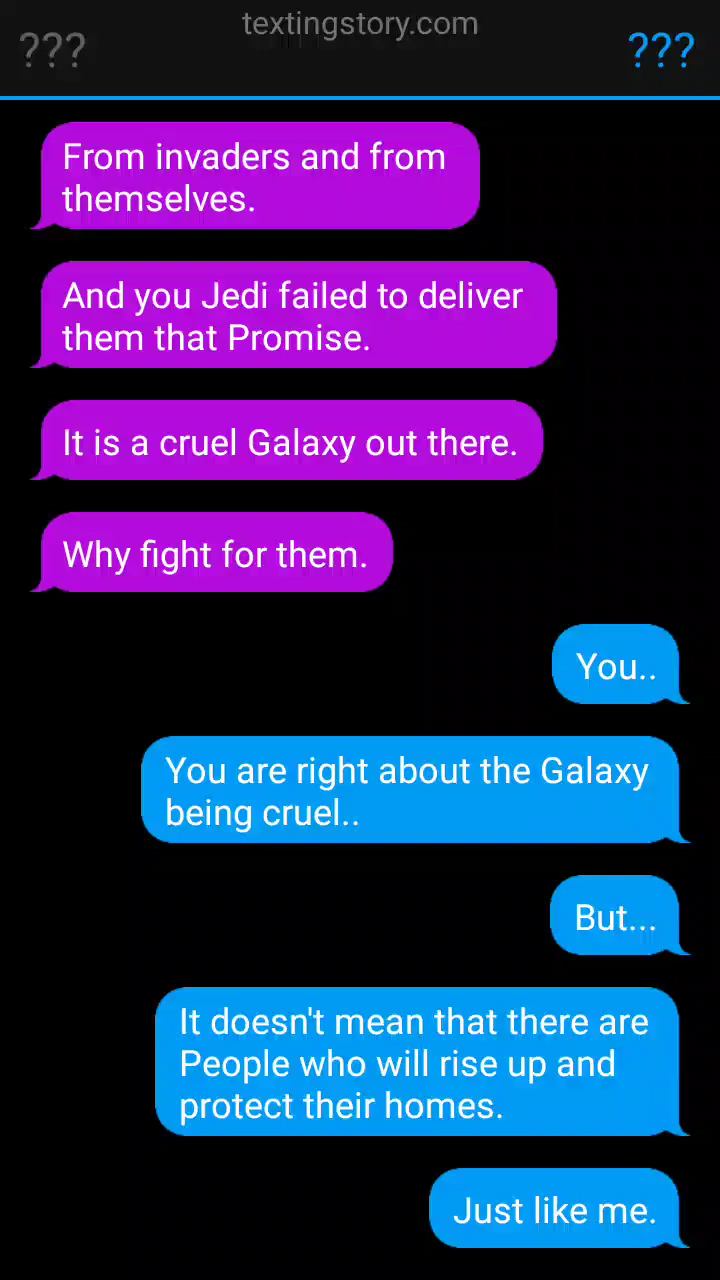 textingstory.com
???
???
From invaders and from
themselves.
And you Jedi failed to deliver
them that Promise.
It is a cruel Galaxy out there.
Why fight for them.
You..
You are right about the Galaxy
being cruel..
But...
It doesn't mean that there are
People who will rise up and
protect their homes.
Just like me.